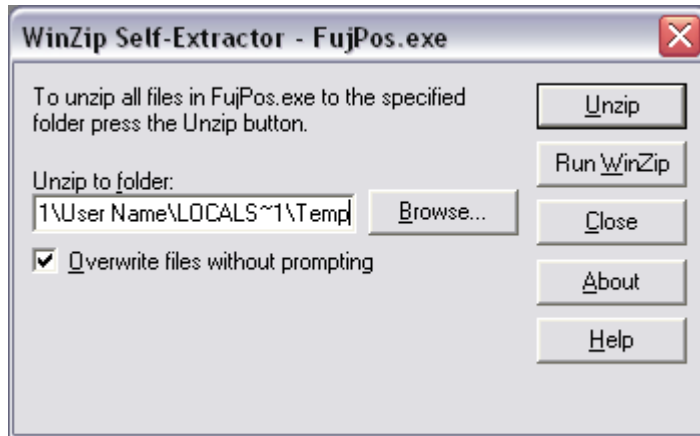 WinZip Self-Extractor - FujPos.exe
To unzip all files in FujPos.exe to the specified
folder press the Unzip button.
Unzip to folder:
1\User Name\LOCALS~1\Temp
Browse...
Overwrite files without prompting
Unzip
Run WinZip
Close
About
Help